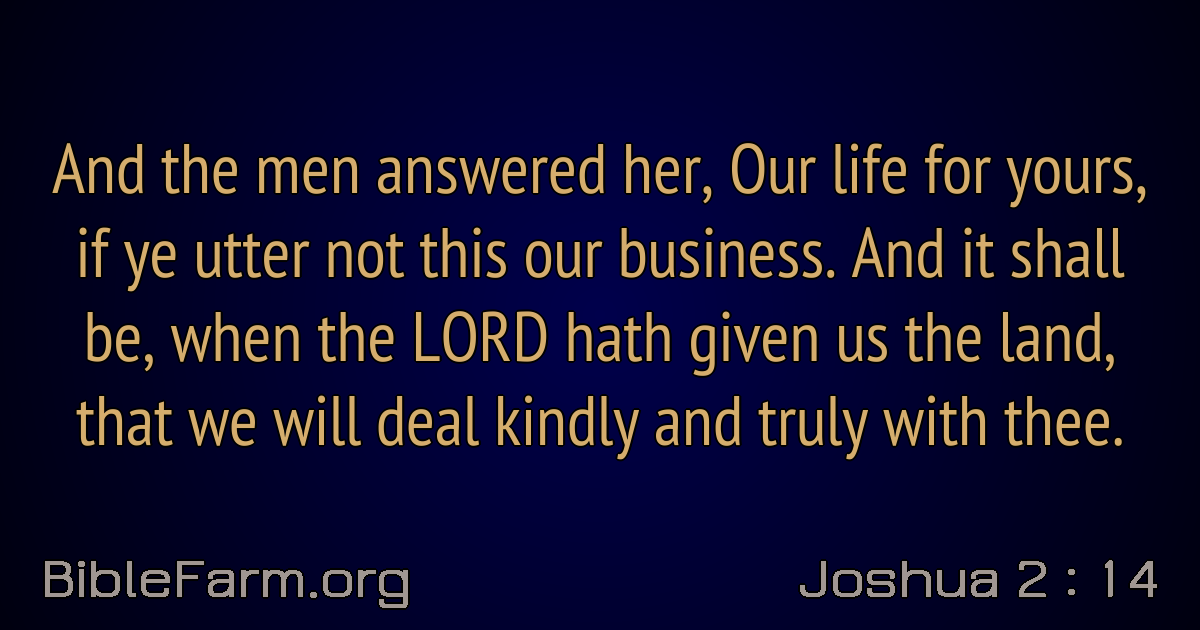 And the men answered her, Our life for yours,
if ye utter not this our business. And it shall
be, when the LORD hath given us the land,
that we will deal kindly and truly with thee.
BibleFarm.org
Joshua 2 : 14